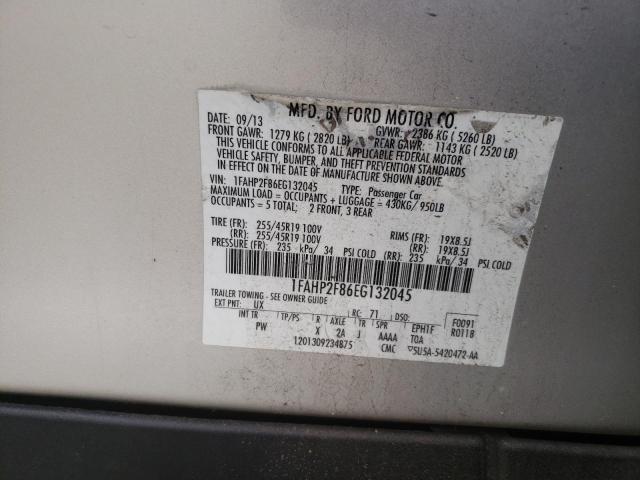 MFD. BY FORD MOTOR CO.
DATE: 09/13 GVWR: 2386 KG ( 5260 LB)
FRONT GAWR: 1279 KG ( 2820 LB) REAR GAWR: 1143 KG ( 2520 LB)
THIS VEHICLE CONFORMS TO ALL APPLICABLE FEDERAL MOTOR
VEHICLE SAFETY, BUMPER, AND THEFT PREVENTION STANDARDS
IN EFFECT ON THE DATE OF MANUFACTURE SHOWN ABOVE.
VIN: 1FAHP2F86EG132045 TYPE: Passenger Car
MAXIMUM LOAD = OCCUPANTS + LUGGAGE = 430KG/ 950LB
OCCUPANTS = 5 TOTAL; 2 FRONT, 3 REAR
TIRE (FR): 255/45R19 100V RIMS (FR): 19X8.5J
(RR): 255/45R19 100V (RR): 19X8.5J
PRESSURE (FR): 235 kPa/ 34 PSI COLD (RR): 235 kPa/ 34 PSI COLD
1FAHP2F86EG132045
TRAILER TOWING - SEE OWNER GUIDE
EXT PNT: UX RC: 71 DSO: F0091
INT TR TP/PS R AXLE TR SPR EPHTF R0118
PW X 2A J AAAA TOA
1201309234875 CMC 5U5A-5420472-AA